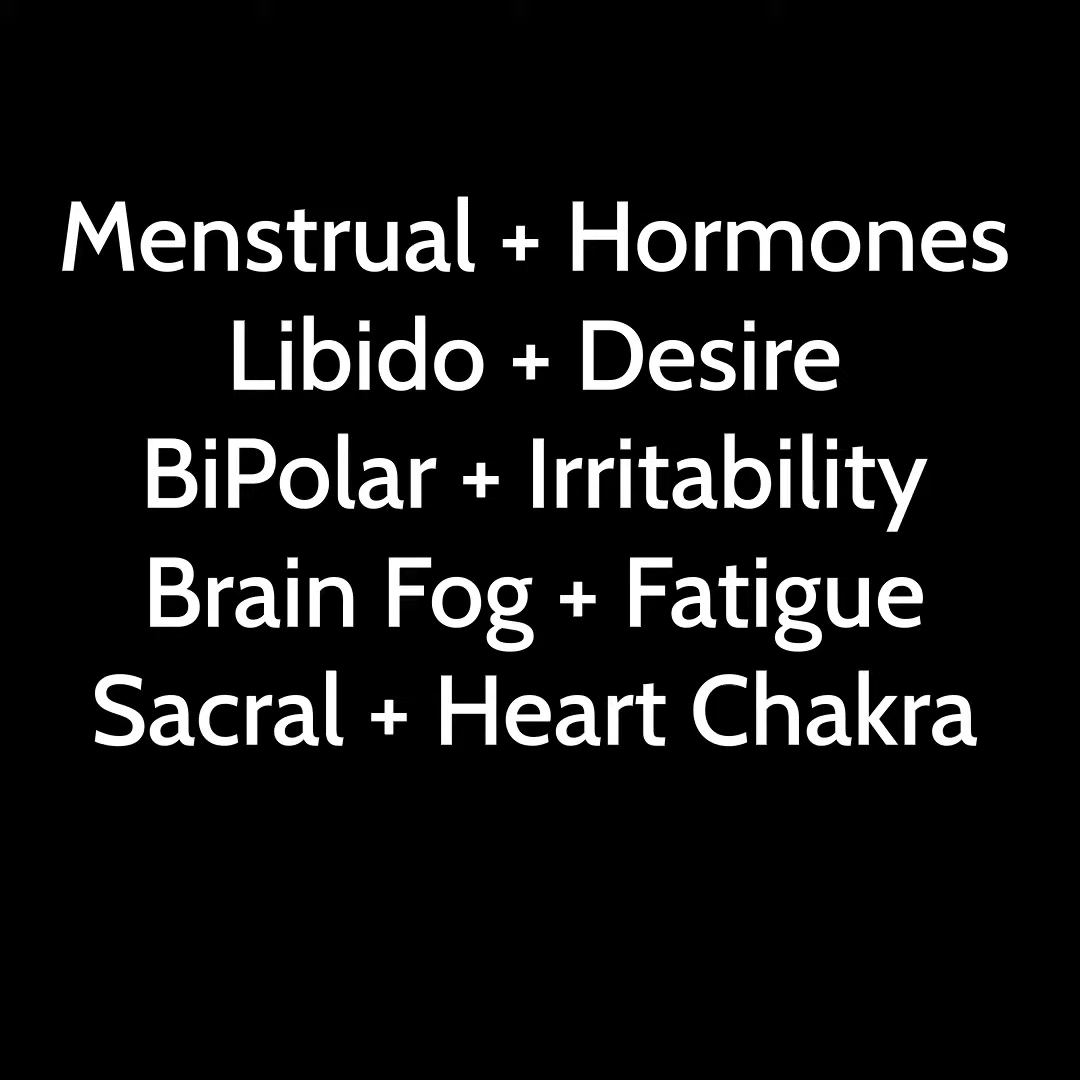 Menstrual + Hormones
Libido + Desire
BiPolar + Irritability
Brain Fog + Fatigue
Sacral + Heart Chakra